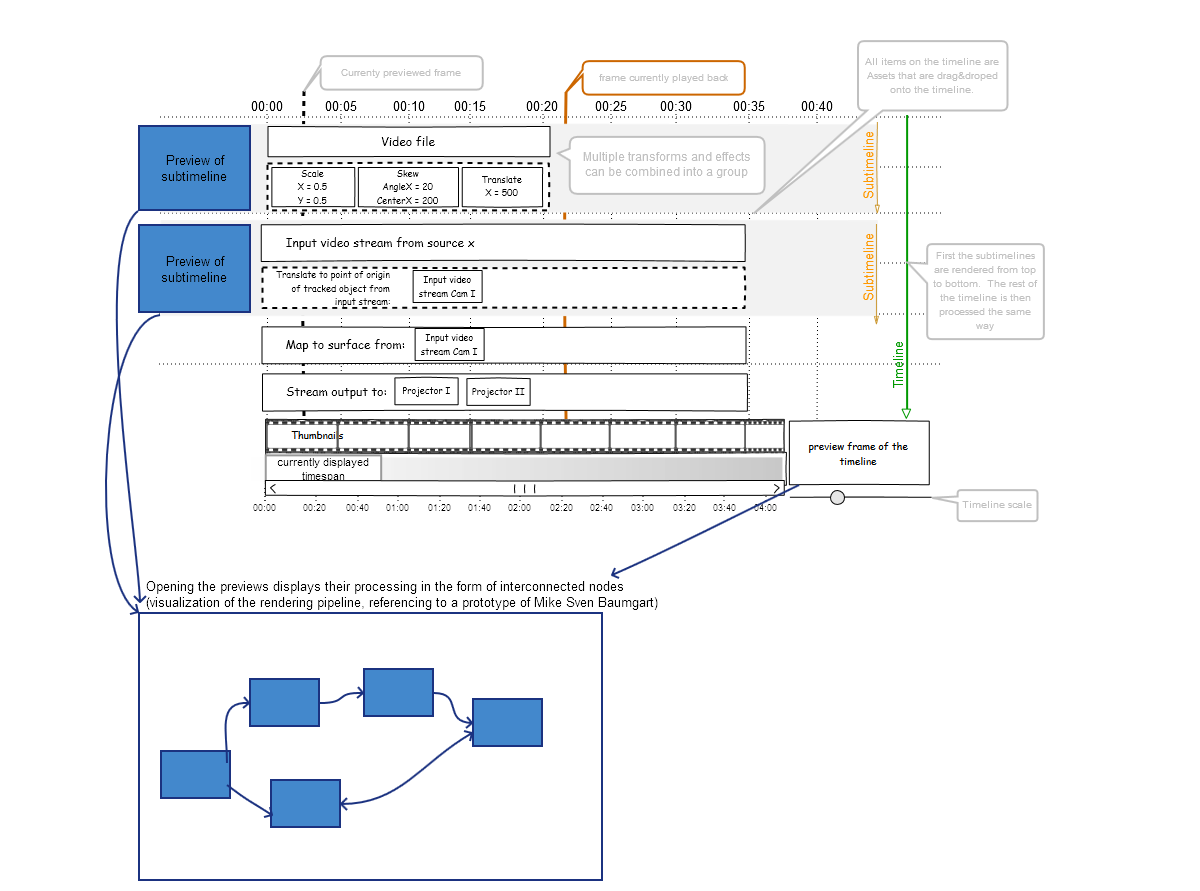 Currenty previewed frame
frame currently played back
All items on the timeline are
Assets that are drag&droped
onto the timeline.
00:00 00:05 00:10 00:15 00:20 00:25 00:30 00:35 00:40
Preview of
subtimeline
Video file
Scale
X = 0.5
Y = 0.5
Skew
AngleX = 20
CenterX = 200
Translate
X = 500
Multiple transforms and effects
can be combined into a group
Subtimeline
Preview of
subtimeline
Input video stream from source x
Translate to point of origin
of tracked object from
input stream:
Input video
stream Cam I
Subtimeline
First the subtimelines
are rendered from top
to bottom. The rest of
the timeline is then
processed the same
way
Map to surface from:
Input video
stream Cam I
Timeline
Stream output to:
Projector I
Projector II
Thumbnails
preview frame of the
timeline
currently displayed
timespan
00:00 00:20 00:40 01:00 01:20 01:40 02:00 02:20 02:40 03:00 03:20 03:40 04:00
Timeline scale
Opening the previews displays their processing in the form of interconnected nodes
(visualization of the rendering pipeline, referencing to a prototype of Mike Sven Baumgart)